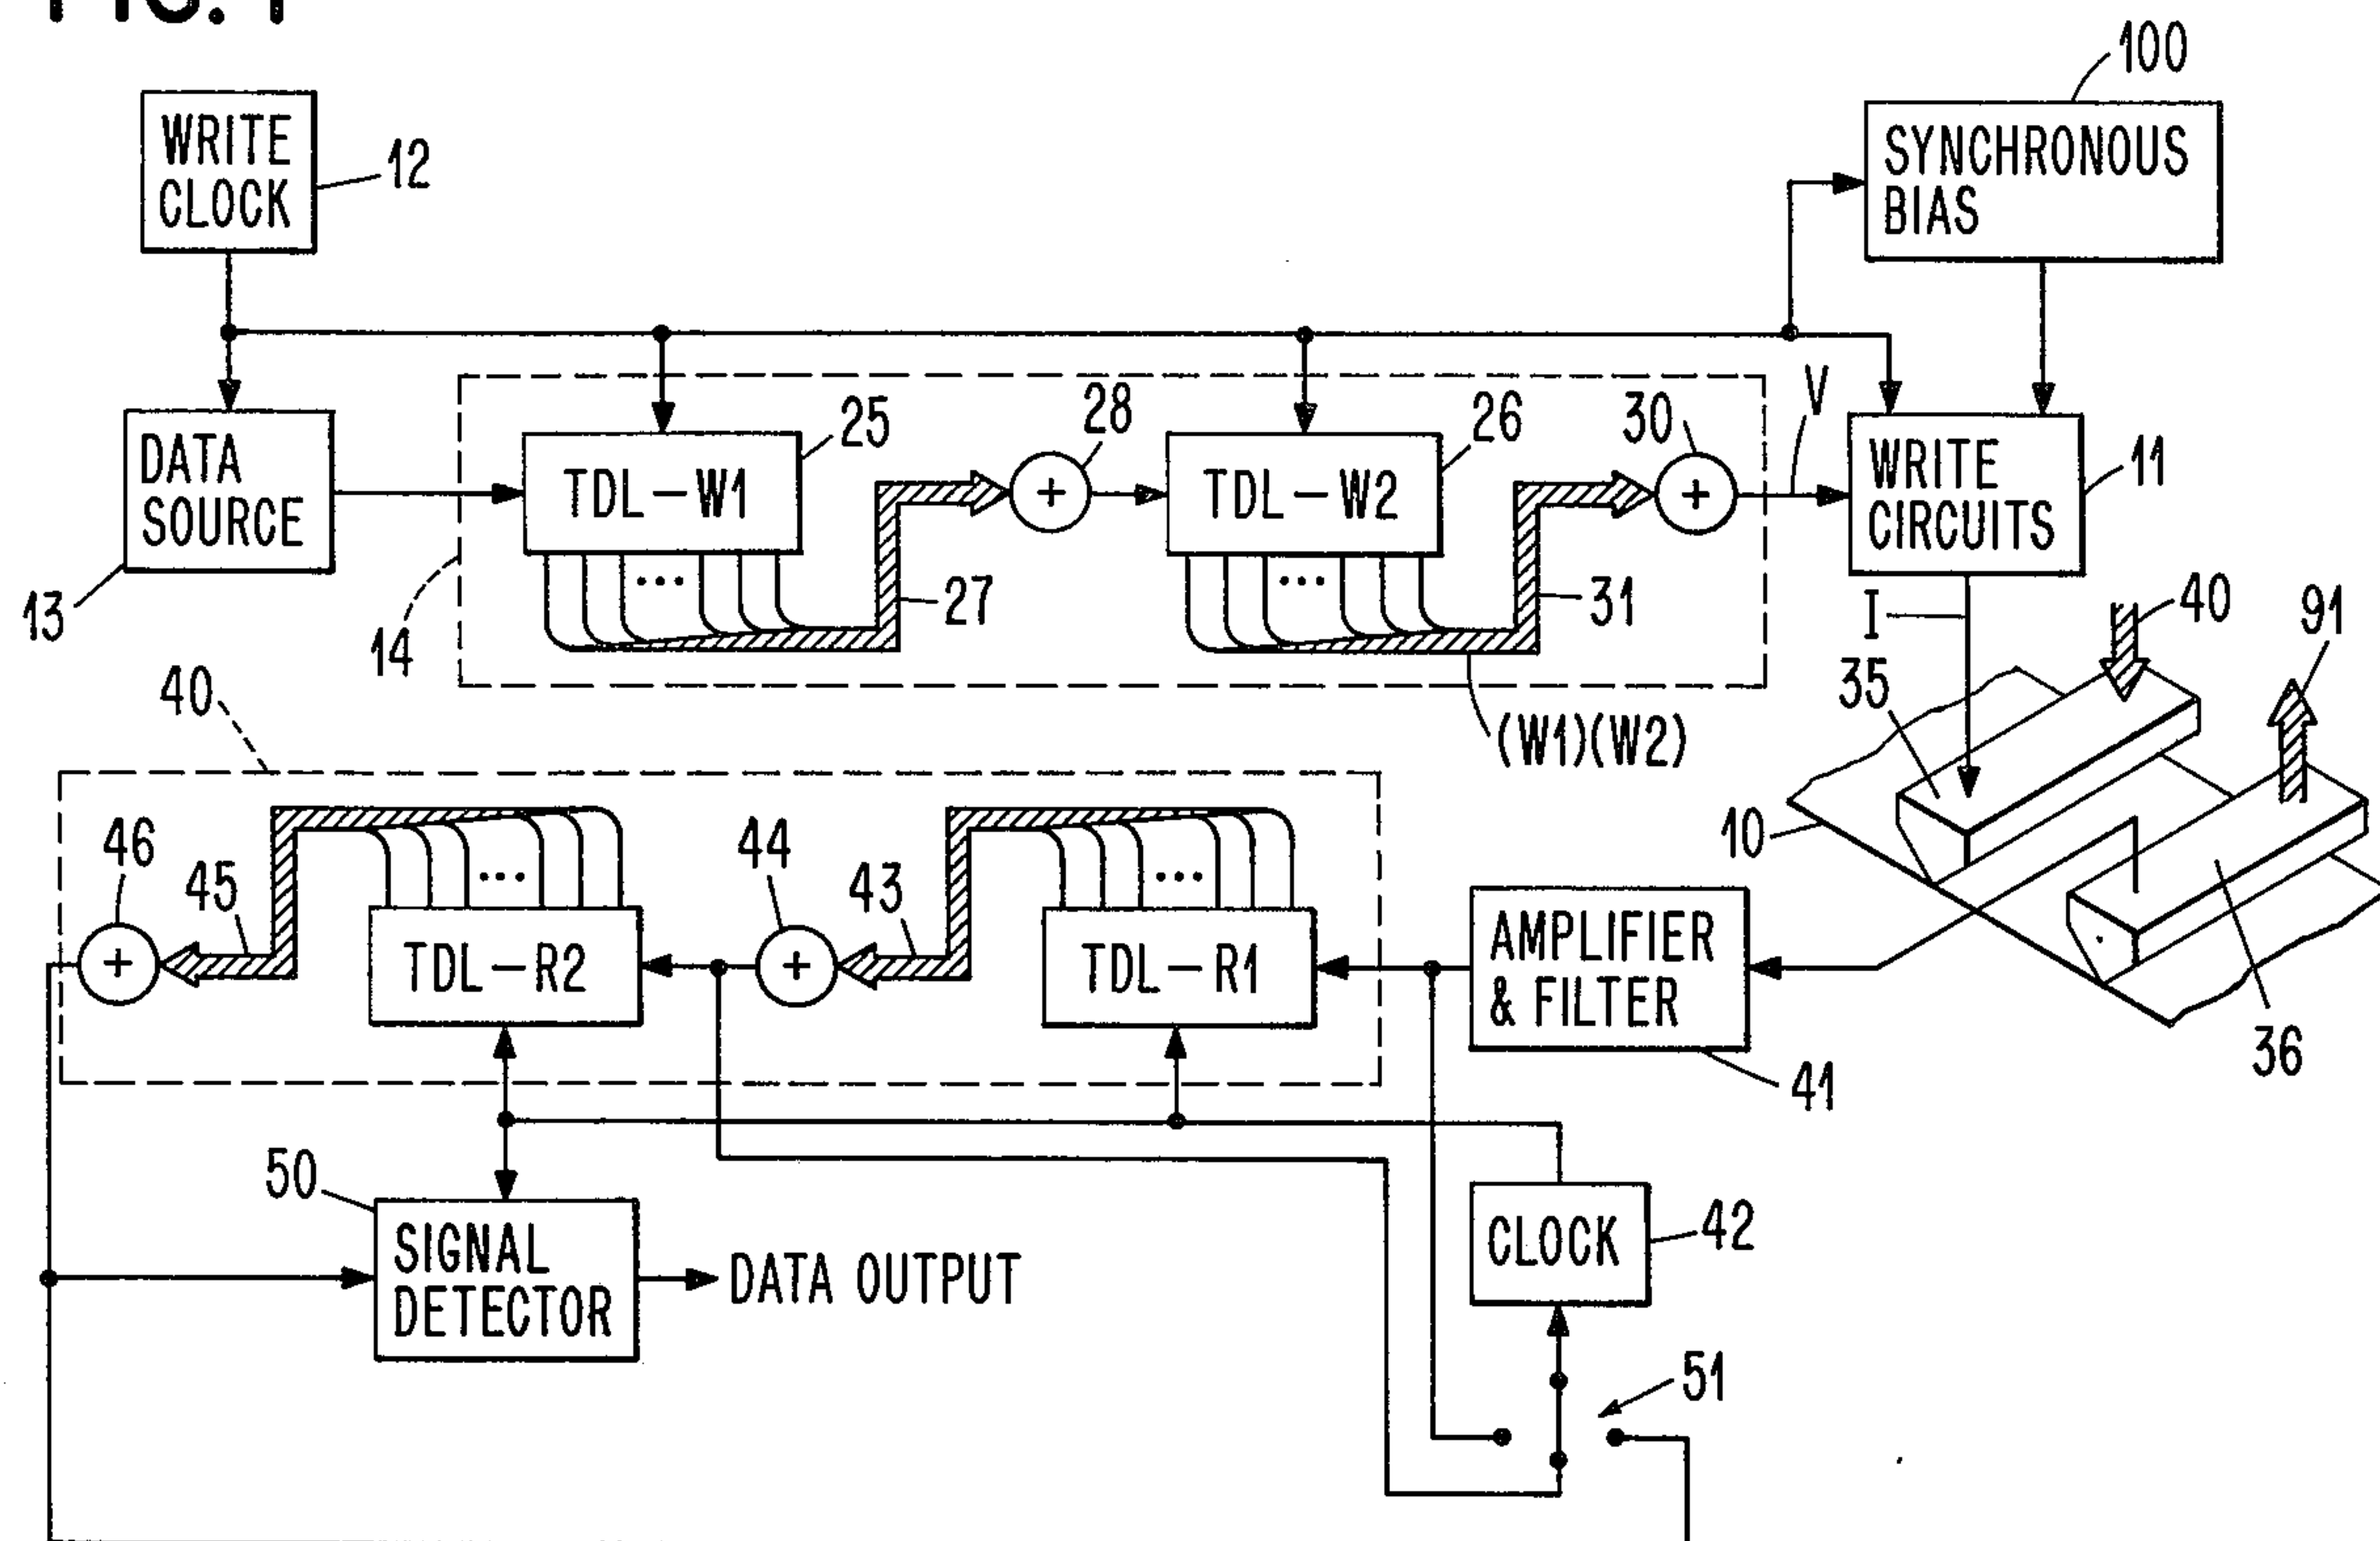 FIG. 1
100
WRITE
CLOCK
12
SYNCHRONOUS
BIAS
DATA
SOURCE
13
14
TDL-W1
25
27
28
+
TDL-W2
26
30
+
31
(W1)(W2)
V
WRITE
CIRCUITS
11
I
40
91
35
10
36
40
46
+
45
TDL-R2
...
44
+
43
TDL-R1
...
AMPLIFIER
& FILTER
41
50
SIGNAL
DETECTOR
DATA OUTPUT
CLOCK
42
51